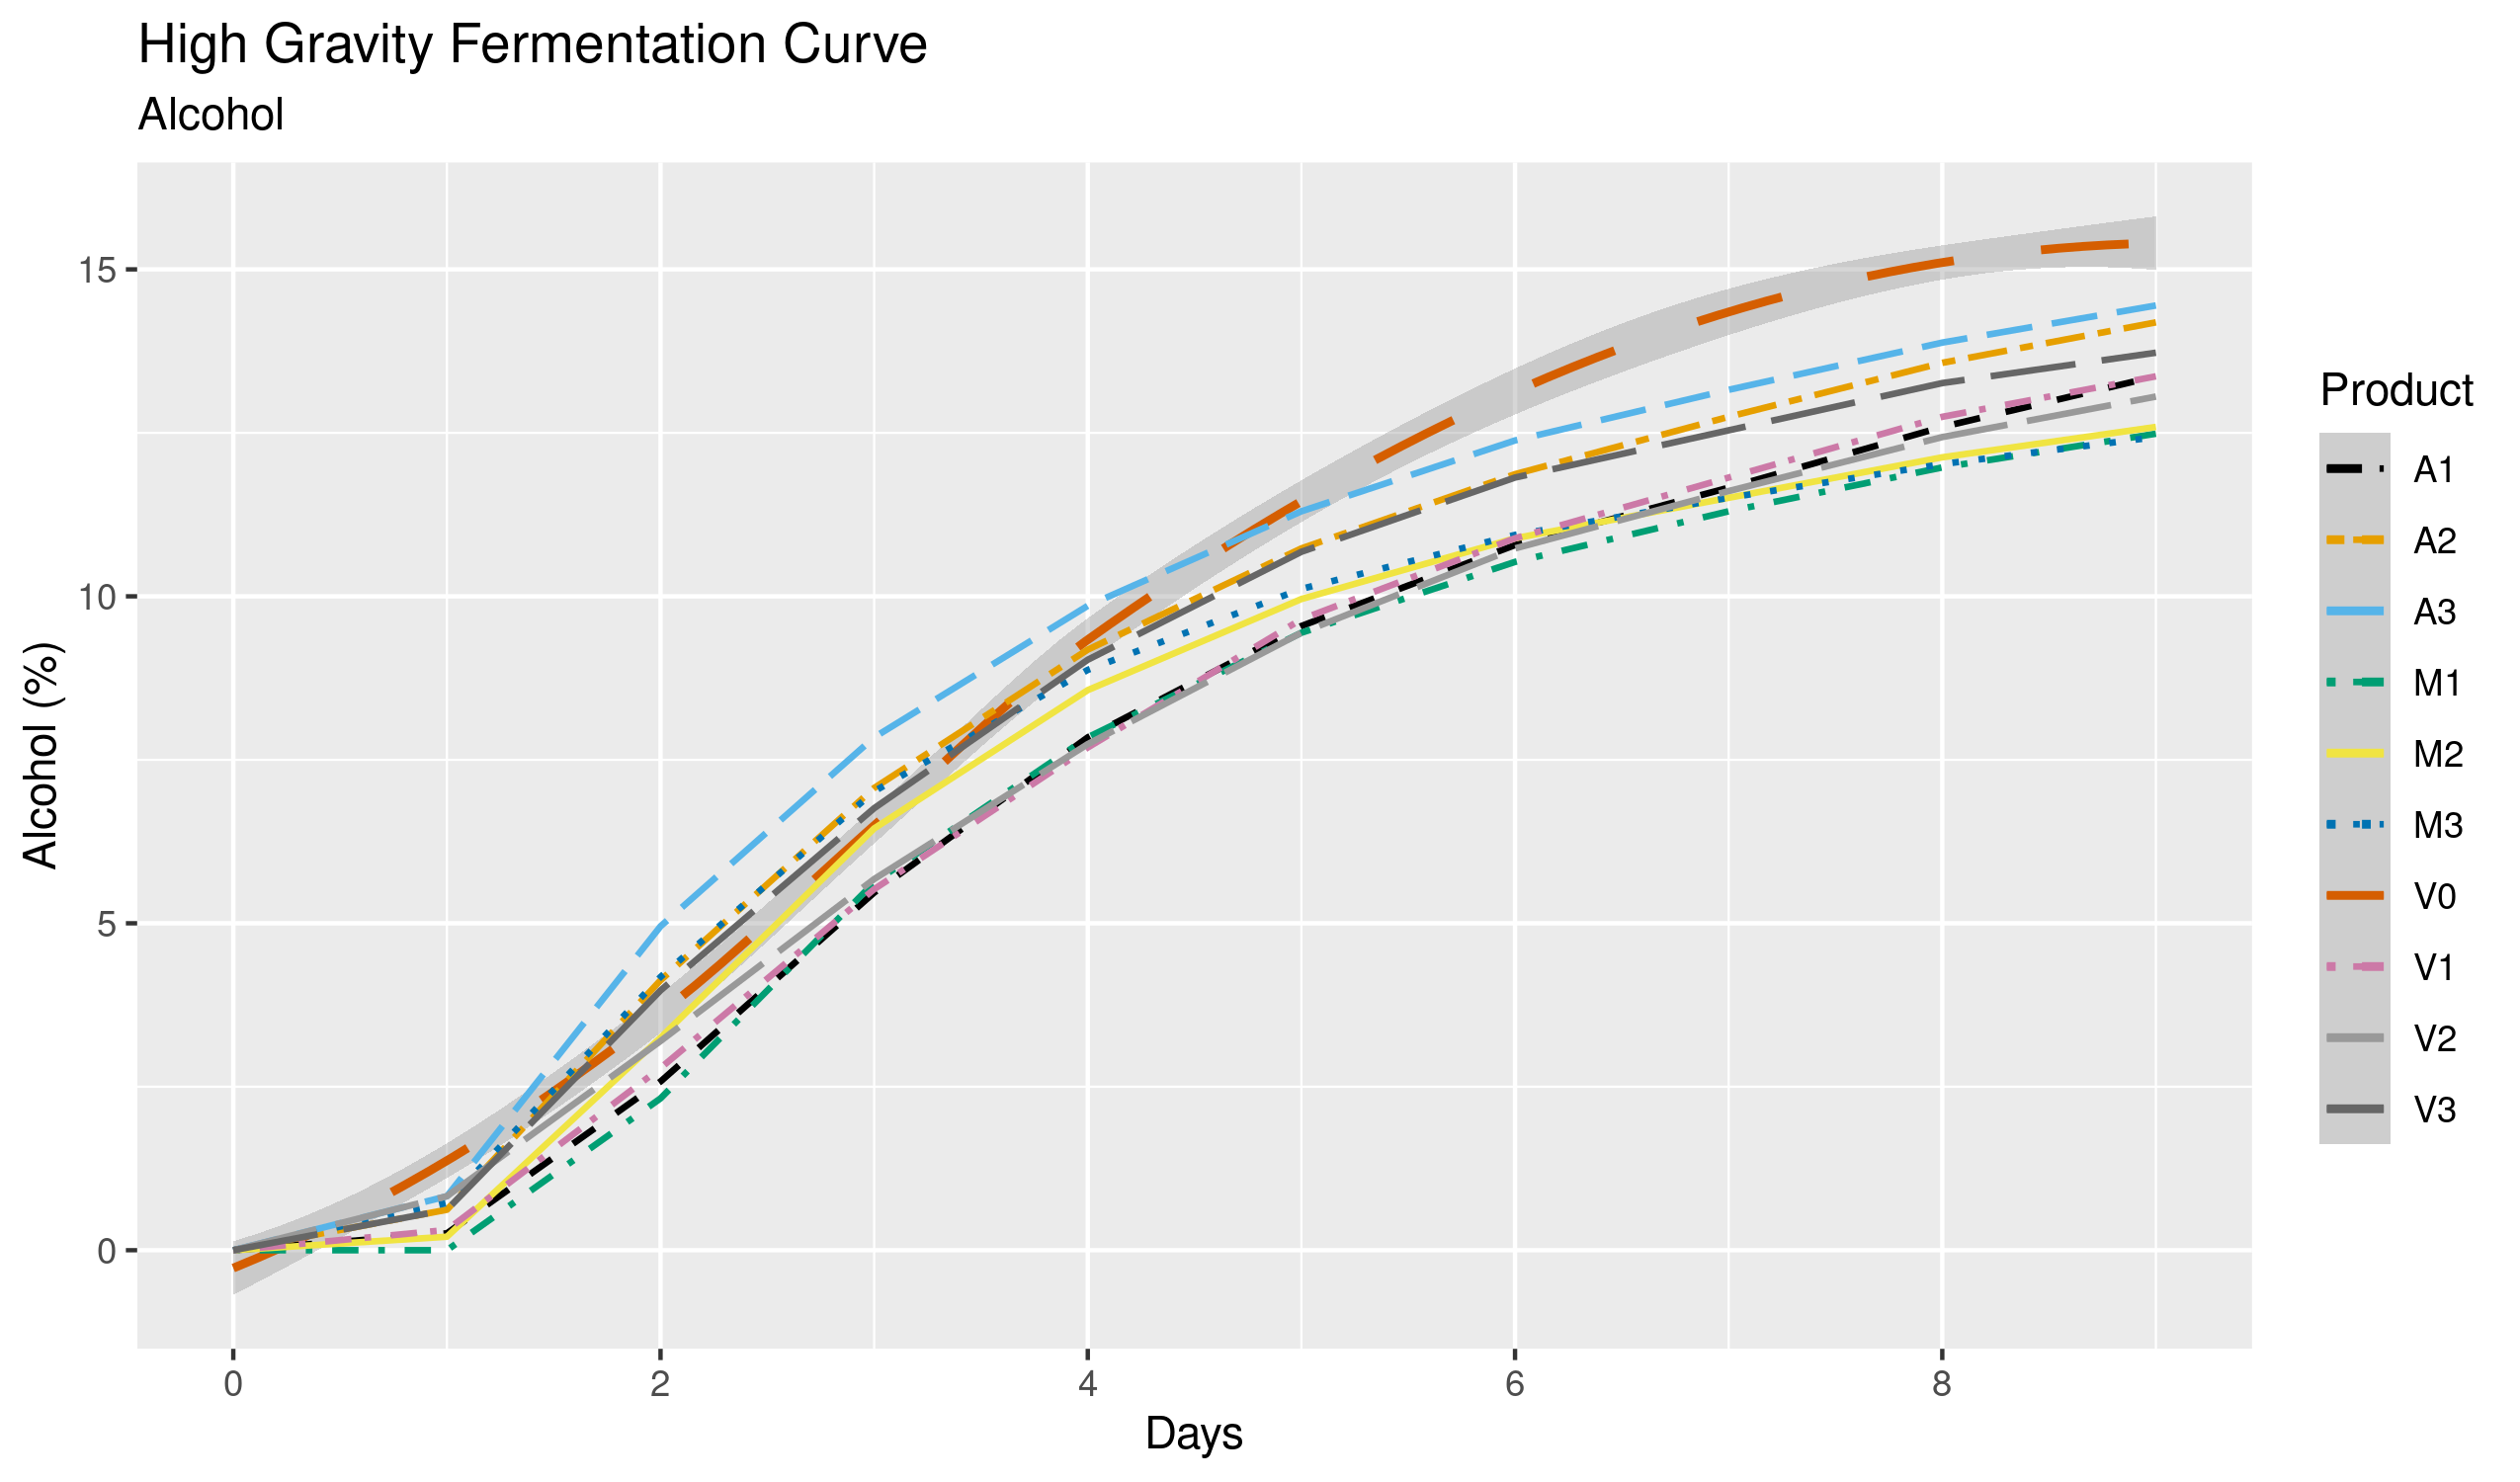 High Gravity Fermentation Curve
Alcohol
Alcohol (%)
15
10
5
0
0 2 4 6 8
Days
Product
A1
A2
A3
M1
M2
M3
V0
V1
V2
V3